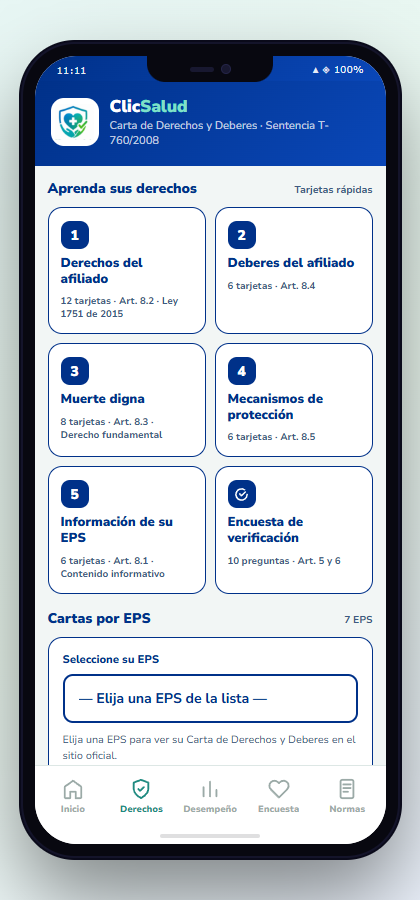 11:11
100%
ClicSalud
Carta de Derechos y Deberes · Sentencia T-
760/2008
Aprenda sus derechos
Tarjetas rápidas
1
Derechos del
afiliado
12 tarjetas · Art. 8.2 · Ley
1751 de 2015
2
Deberes del afiliado
6 tarjetas · Art. 8.4
3
Muerte digna
8 tarjetas · Art. 8.3 ·
Derecho fundamental
4
Mecanismos de
protección
6 tarjetas · Art. 8.5
5
Información de su
EPS
6 tarjetas · Art. 8.1 ·
Contenido informativo
Encuesta de
verificación
10 preguntas · Art. 5 y 6
Cartas por EPS
7 EPS
Seleccione su EPS
— Elija una EPS de la lista —
Elija una EPS para ver su Carta de Derechos y Deberes en el
sitio oficial.
Inicio
Derechos
Desempeño
Encuesta
Normas